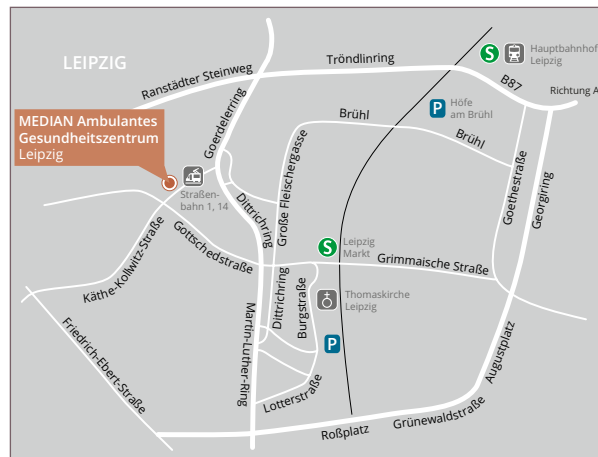 LEIPZIG
S
Hauptbahnhof
Leipzig
Tröndlinring
B87
Ranstädter Steinweg
Richtung A
MEDIAN Ambulantes
Gesundheitszentrum
Leipzig
Goerdelerring
P
Höfe
am Brühl
Brühl
Brühl
Große Fleischergasse
Goethestraße
Georgiring
Straßen-
bahn 1, 14
Dittrichring
Gottschedstraße
S
Leipzig
Markt
Grimmaische Straße
Käthe-Kollwitz-Straße
Dittrichring
Burgstraße
Thomaskirche
Leipzig
Martin-Luther-Ring
P
Augustplatz
Friedrich-Ebert-Straße
Lotterstraße
Grünewaldstraße
Roßplatz